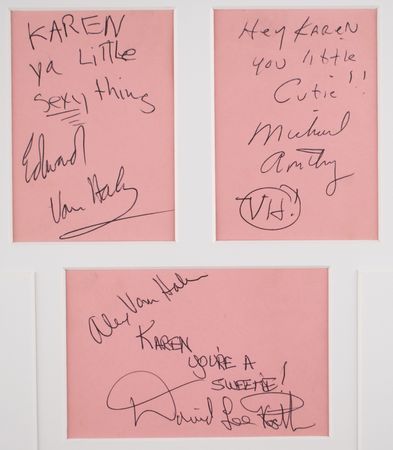 KAREN
ya Little
sexy thing
Edward
Van Halen
Hey Karen
you little
Cutie!!
Michael
Anthony
VH!
Alex Van Halen
KAREN
YOU'RE A
SWEETIE!
David Lee Roth